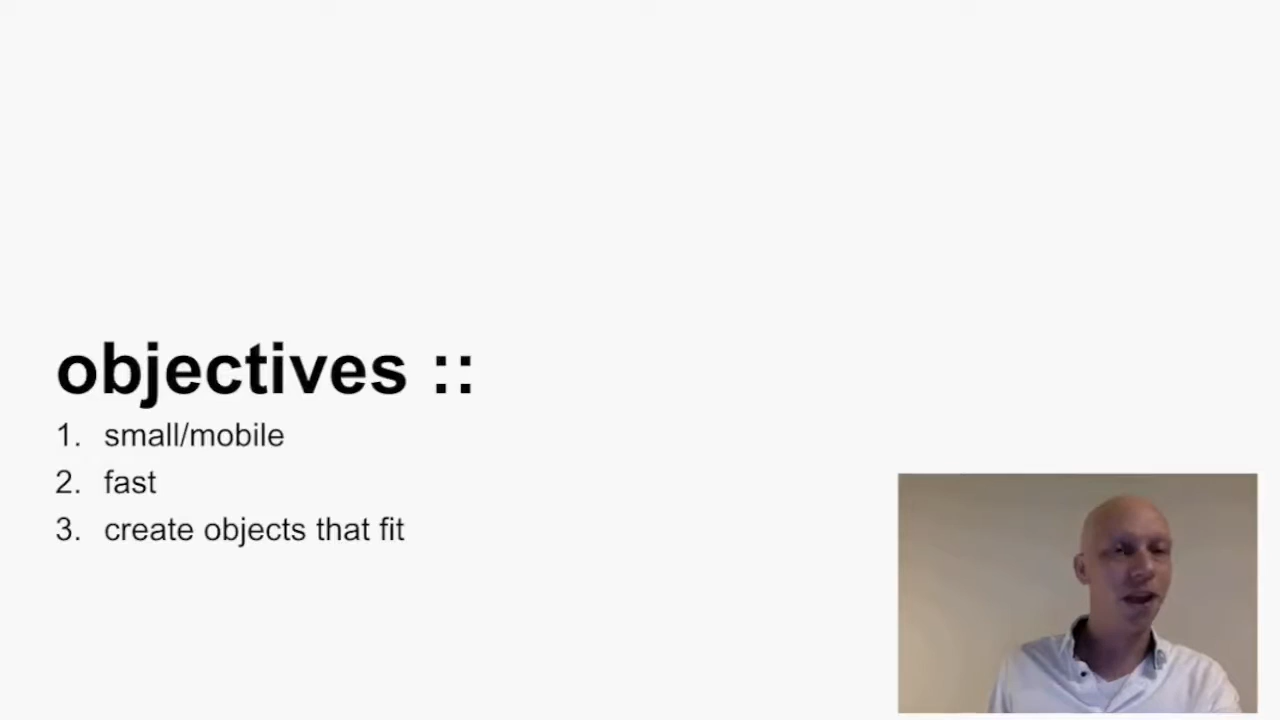 objectives ::
1. small/mobile
2. fast
3. create objects that fit